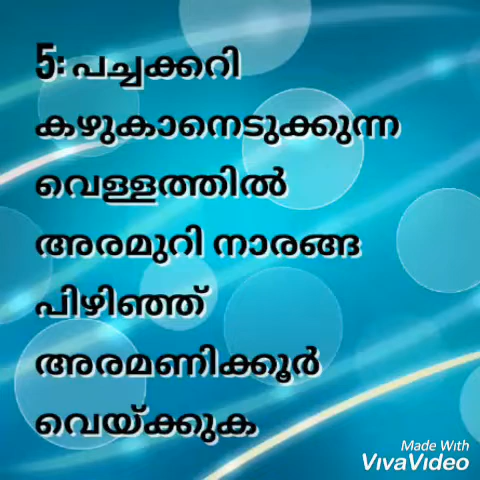 5: പച്ചക്കറി
കഴുകാനെടുക്കുന്ന
വെള്ളത്തിൽ
അരമുറി നാരങ്ങ
പിഴിഞ്ഞ്
അരമണിക്കൂർ
വെയ്ക്കുക
Made With
VivaVideo